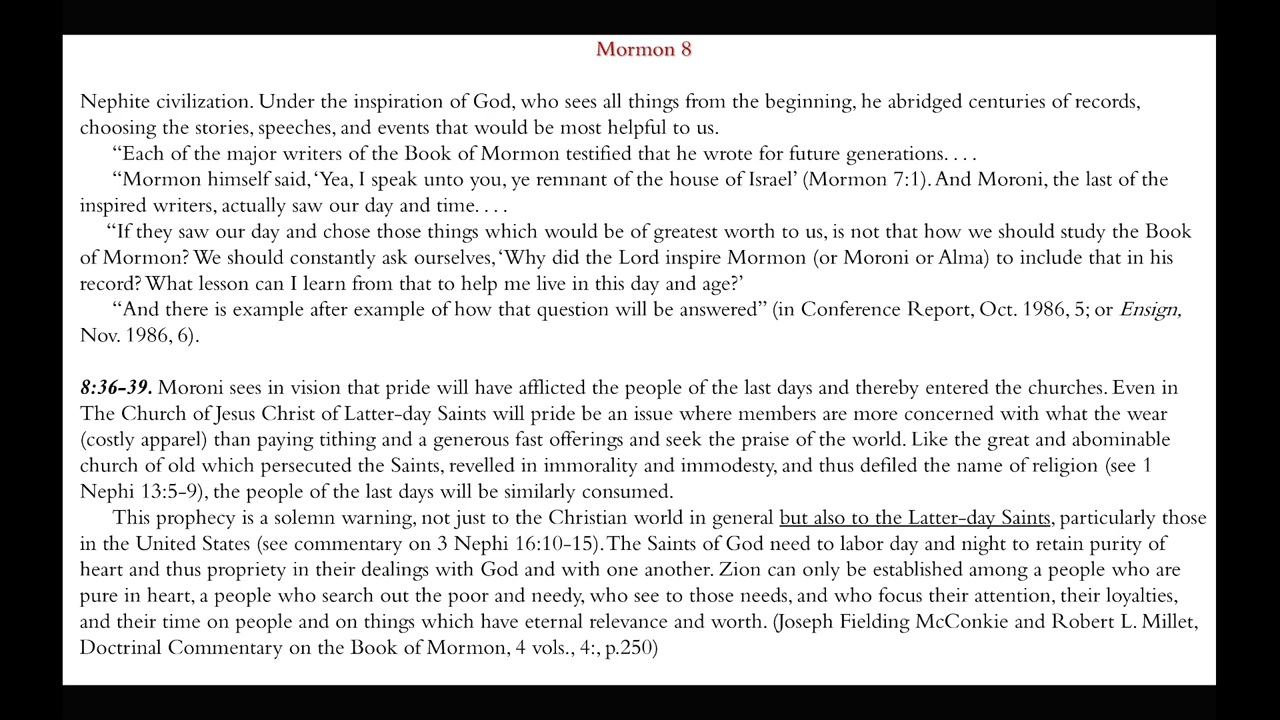 Mormon 8
Nephite civilization. Under the inspiration of God, who sees all things from the beginning, he abridged centuries of records,
choosing the stories, speeches, and events that would be most helpful to us.
“Each of the major writers of the Book of Mormon testified that he wrote for future generations. . . .
“Mormon himself said, ‘Yea, I speak unto you, ye remnant of the house of Israel’ (Mormon 7:1). And Moroni, the last of the
inspired writers, actually saw our day and time. . . .
“If they saw our day and chose those things which would be of greatest worth to us, is not that how we should study the Book
of Mormon? We should constantly ask ourselves, ‘Why did the Lord inspire Mormon (or Moroni or Alma) to include that in his
record? What lesson can I learn from that to help me live in this day and age?’
“And there is example after example of how that question will be answered” (in Conference Report, Oct. 1986, 5; or Ensign,
Nov. 1986, 6).
8:36-39. Moroni sees in vision that pride will have afflicted the people of the last days and thereby entered the churches. Even in
The Church of Jesus Christ of Latter-day Saints will pride be an issue where members are more concerned with what the wear
(costly apparel) than paying tithing and a generous fast offerings and seek the praise of the world. Like the great and abominable
church of old which persecuted the Saints, revelled in immorality and immodesty, and thus defiled the name of religion (see 1
Nephi 13:5-9), the people of the last days will be similarly consumed.
This prophecy is a solemn warning, not just to the Christian world in general but also to the Latter-day Saints, particularly those
in the United States (see commentary on 3 Nephi 16:10-15). The Saints of God need to labor day and night to retain purity of
heart and thus propriety in their dealings with God and with one another. Zion can only be established among a people who are
pure in heart, a people who search out the poor and needy, who see to those needs, and who focus their attention, their loyalties,
and their time on people and on things which have eternal relevance and worth. (Joseph Fielding McConkie and Robert L. Millet,
Doctrinal Commentary on the Book of Mormon, 4 vols., 4:, p.250)